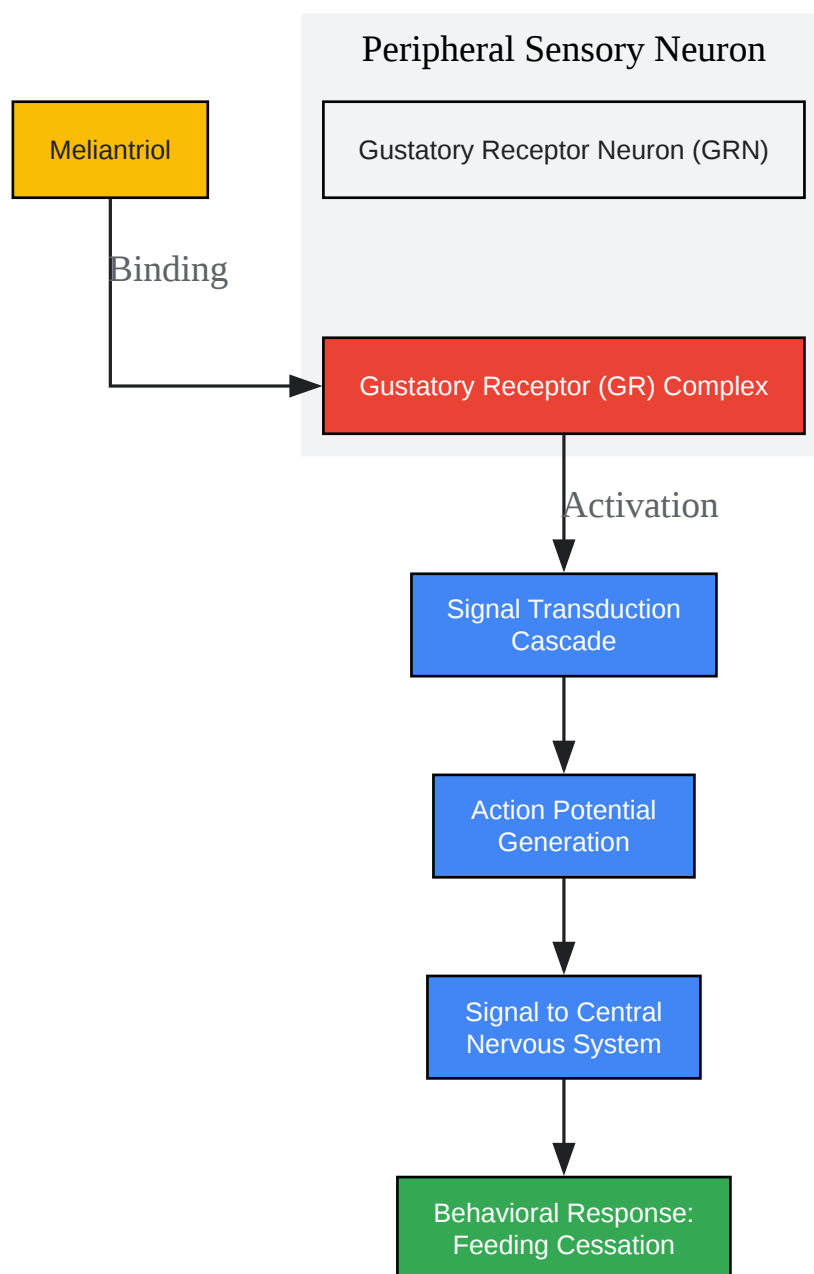 Peripheral Sensory Neuron
Meliantriol
Gustatory Receptor Neuron (GRN)
Binding
Gustatory Receptor (GR) Complex
Activation
Signal Transduction
Cascade
Action Potential
Generation
Signal to Central
Nervous System
Behavioral Response:
Feeding Cessation